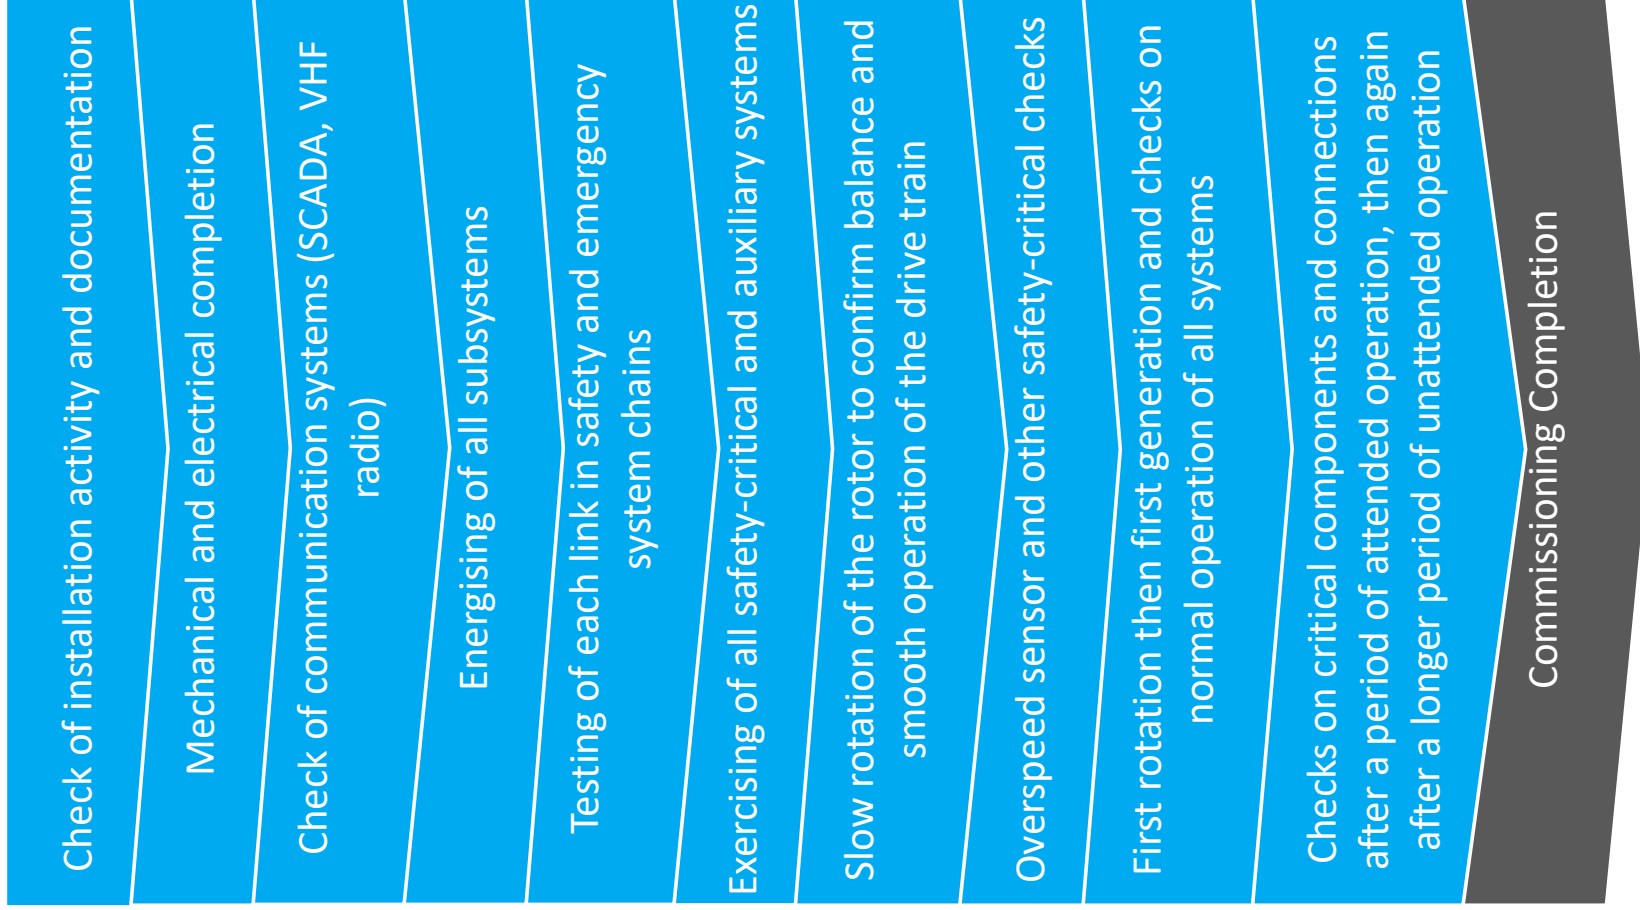 Check of installation activity and documentation
Mechanical and electrical completion
Check of communication systems (SCADA, VHF
radio)
Energising of all subsystems
Testing of each link in safety and emergency
system chains
Exercising of all safety-critical and auxiliary systems
Slow rotation of the rotor to confirm balance and
smooth operation of the drive train
Overspeed sensor and other safety-critical checks
First rotation then first generation and checks on
normal operation of all systems
Checks on critical components and connections
after a period of attended operation, then again
after a longer period of unattended operation
Commissioning Completion